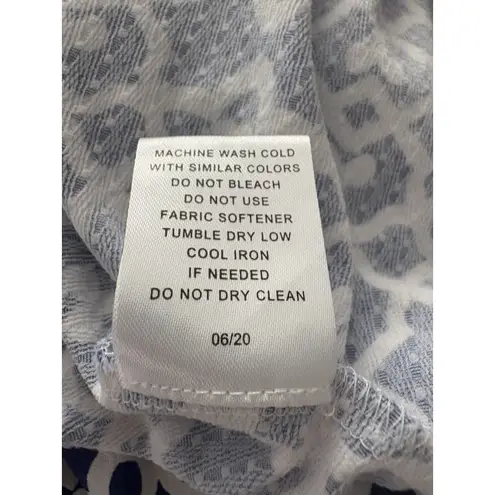 MACHINE WASH COLD
WITH SIMILAR COLORS
DO NOT BLEACH
DO NOT USE
FABRIC SOFTENER
TUMBLE DRY LOW
COOL IRON
IF NEEDED
DO NOT DRY CLEAN
06/20